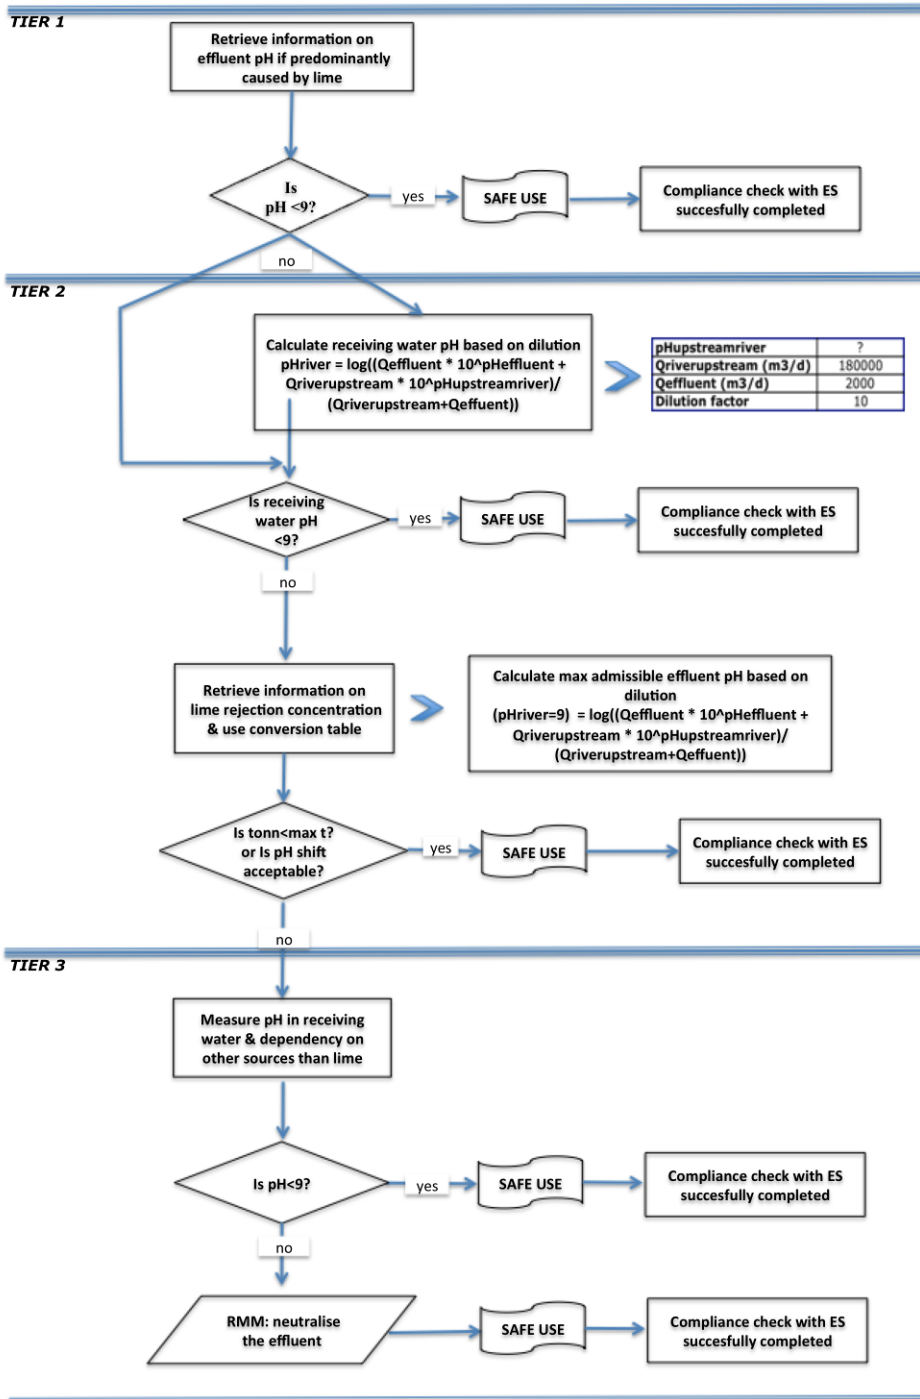 TIER 1
Retrieve information on
effluent pH if predominantly
caused by lime
Is
pH <9?
yes
SAFE USE
Compliance check with ES
succesfully completed
no
TIER 2
Calculate receiving water pH based on dilution
pHriver = log((Qeffluent * 10^pHeffluent +
Qriverupstream * 10^pHupstreamriver)/
(Qriverupstream+Qeffuent))
pHupstreamriver ?
Qriverupstream (m3/d) 180000
Qeffluent (m3/d) 2000
Dilution factor 10
Is receiving
water pH
<9?
yes
SAFE USE
Compliance check with ES
succesfully completed
no
Retrieve information on
lime rejection concentration
& use conversion table
Calculate max admissible effluent pH based on
dilution
(pHriver=9) = log((Qeffluent * 10^pHeffluent +
Qriverupstream * 10^pHupstreamriver)/
(Qriverupstream+Qeffuent))
Is tonn<max t?
or Is pH shift
acceptable?
yes
SAFE USE
Compliance check with ES
succesfully completed
no
TIER 3
Measure pH in receiving
water & dependency on
other sources than lime
Is pH<9?
yes
SAFE USE
Compliance check with ES
succesfully completed
no
RMM: neutralise
the effluent
SAFE USE
Compliance check with ES
succesfully completed